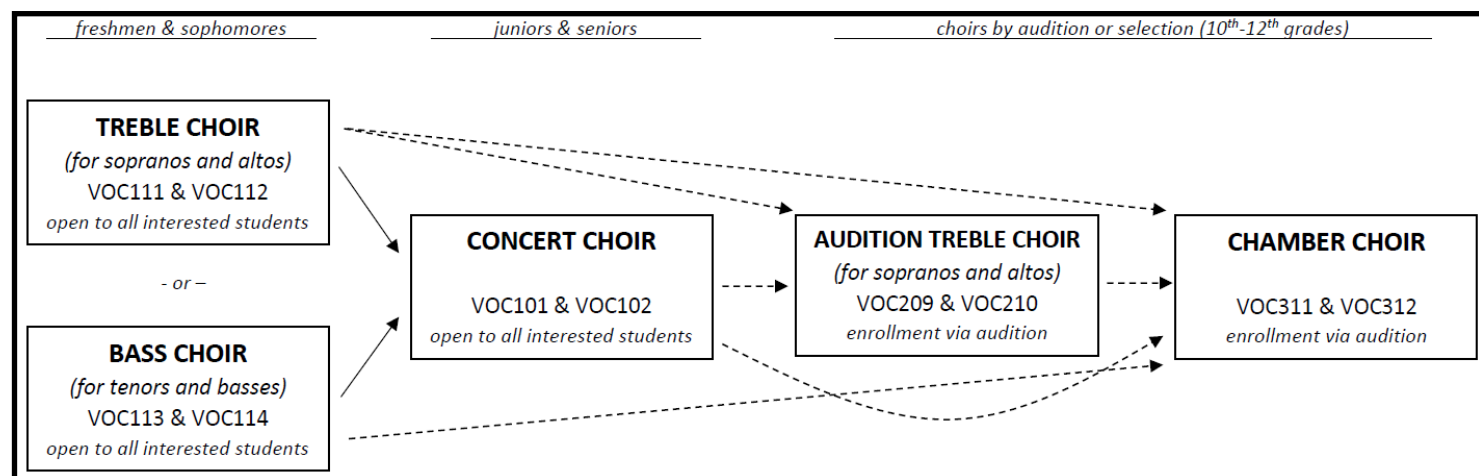 freshmen & sophomores
juniors & seniors
choirs by audition or selection (10th-12th grades)
TREBLE CHOIR
(for sopranos and altos)
VOC111 & VOC112
open to all interested students
- or –
BASS CHOIR
(for tenors and basses)
VOC113 & VOC114
open to all interested students
CONCERT CHOIR
VOC101 & VOC102
open to all interested students
AUDITION TREBLE CHOIR
(for sopranos and altos)
VOC209 & VOC210
enrollment via audition
CHAMBER CHOIR
VOC311 & VOC312
enrollment via audition